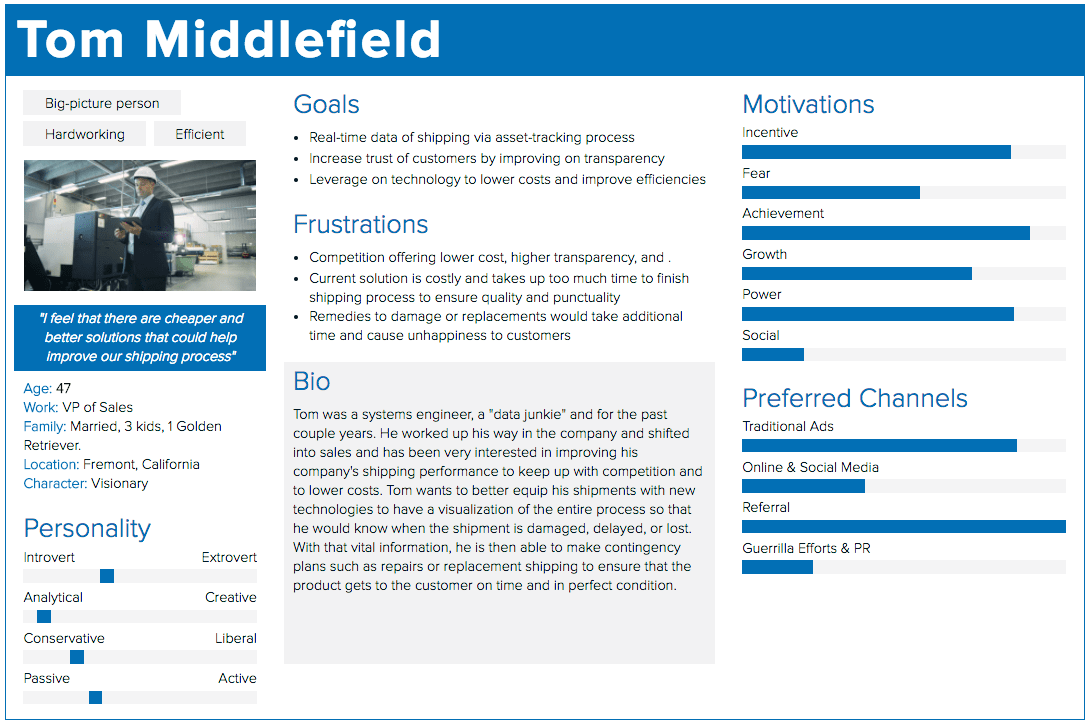 Tom Middlefield
Big-picture person
Hardworking
Efficient
"I feel that there are cheaper and
better solutions that could help
improve our shipping process"
Age: 47
Work: VP of Sales
Family: Married, 3 kids, 1 Golden
Retriever.
Location: Fremont, California
Character: Visionary
Personality
Introvert Extrovert
Analytical Creative
Conservative Liberal
Passive Active
Goals
• Real-time data of shipping via asset-tracking process
• Increase trust of customers by improving on transparency
• Leverage on technology to lower costs and improve efficiencies
Frustrations
• Competition offering lower cost, higher transparency, and .
• Current solution is costly and takes up too much time to finish
shipping process to ensure quality and punctuality
• Remedies to damage or replacements would take additional
time and cause unhappiness to customers
Bio
Tom was a systems engineer, a "data junkie" and for the past
couple years. He worked up his way in the company and shifted
into sales and has been very interested in improving his
company's shipping performance to keep up with competition and
to lower costs. Tom wants to better equip his shipments with new
technologies to have a visualization of the entire process so that
he would know when the shipment is damaged, delayed, or lost.
With that vital information, he is then able to make contingency
plans such as repairs or replacement shipping to ensure that the
product gets to the customer on time and in perfect condition.
Motivations
Incentive
Fear
Achievement
Growth
Power
Social
Preferred Channels
Traditional Ads
Online & Social Media
Referral
Guerrilla Efforts & PR